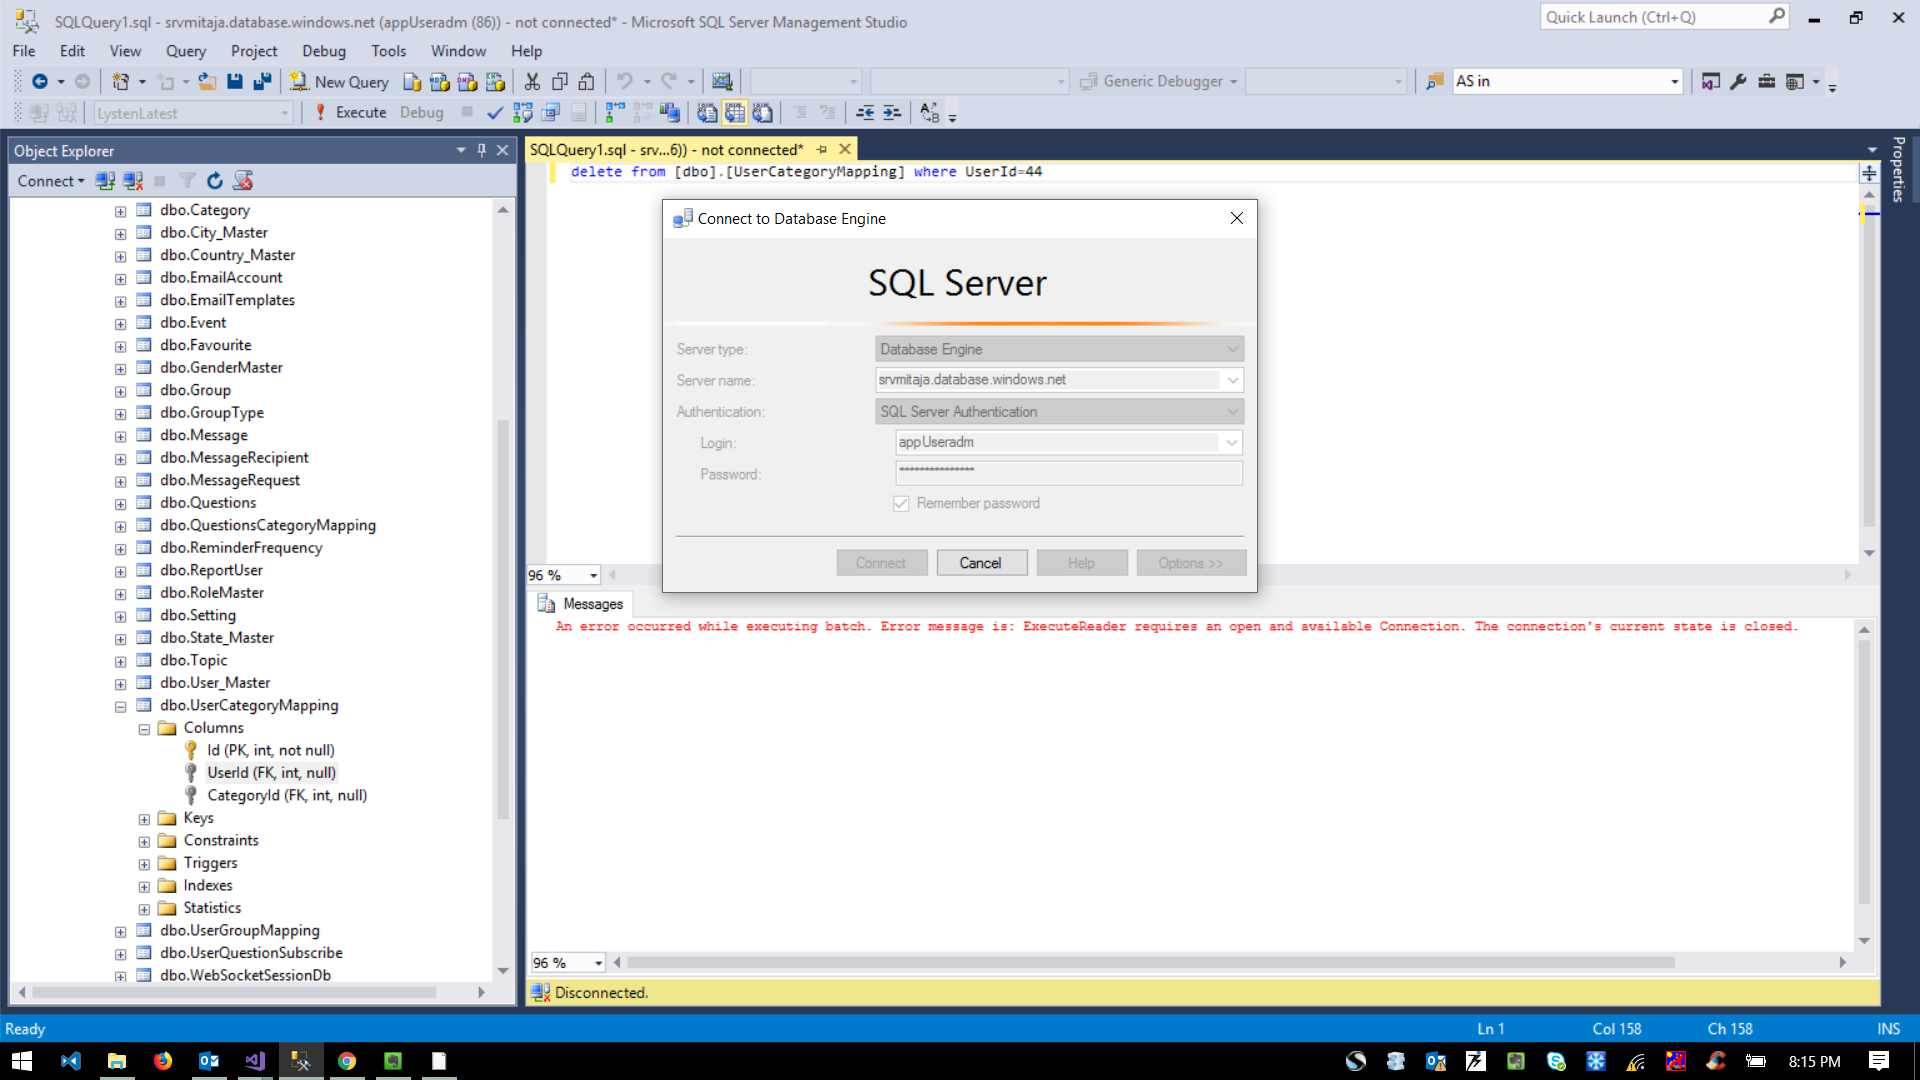 SQLQuery1.sql - srvmitaja.database.windows.net (appUseradm (86)) - not connected* - Microsoft SQL Server Management Studio
Quick Launch (Ctrl+Q)
File Edit View Query Project Debug Tools Window Help
New Query
Generic Debugger
AS in
LystenLatest
Execute Debug
Object Explorer
Connect
dbo.Category
dbo.City_Master
dbo.Country_Master
dbo.EmailAccount
dbo.EmailTemplates
dbo.Event
dbo.Favourite
dbo.GenderMaster
dbo.Group
dbo.GroupType
dbo.Message
dbo.MessageRecipient
dbo.MessageRequest
dbo.Questions
dbo.QuestionsCategoryMapping
dbo.ReminderFrequency
dbo.ReportUser
dbo.RoleMaster
dbo.Setting
dbo.State_Master
dbo.Topic
dbo.User_Master
dbo.UserCategoryMapping
Columns
Id (PK, int, not null)
UserId (FK, int, null)
CategoryId (FK, int, null)
Keys
Constraints
Triggers
Indexes
Statistics
dbo.UserGroupMapping
dbo.UserQuestionSubscribe
dbo.WebSocketSessionDb
SQLQuery1.sql - srv...6)) - not connected*
delete from [dbo].[UserCategoryMapping] where UserId=44
Connect to Database Engine
SQL Server
Server type: Database Engine
Server name: srvmitaja.database.windows.net
Authentication: SQL Server Authentication
Login: appUseradm
Password: ***************
Remember password
Connect Cancel Help Options >>
96 %
Messages
An error occurred while executing batch. Error message is: ExecuteReader requires an open and available Connection. The connection's current state is closed.
96 %
Disconnected.
Properties
Ready
Ln 1 Col 158 Ch 158 INS
8:15 PM